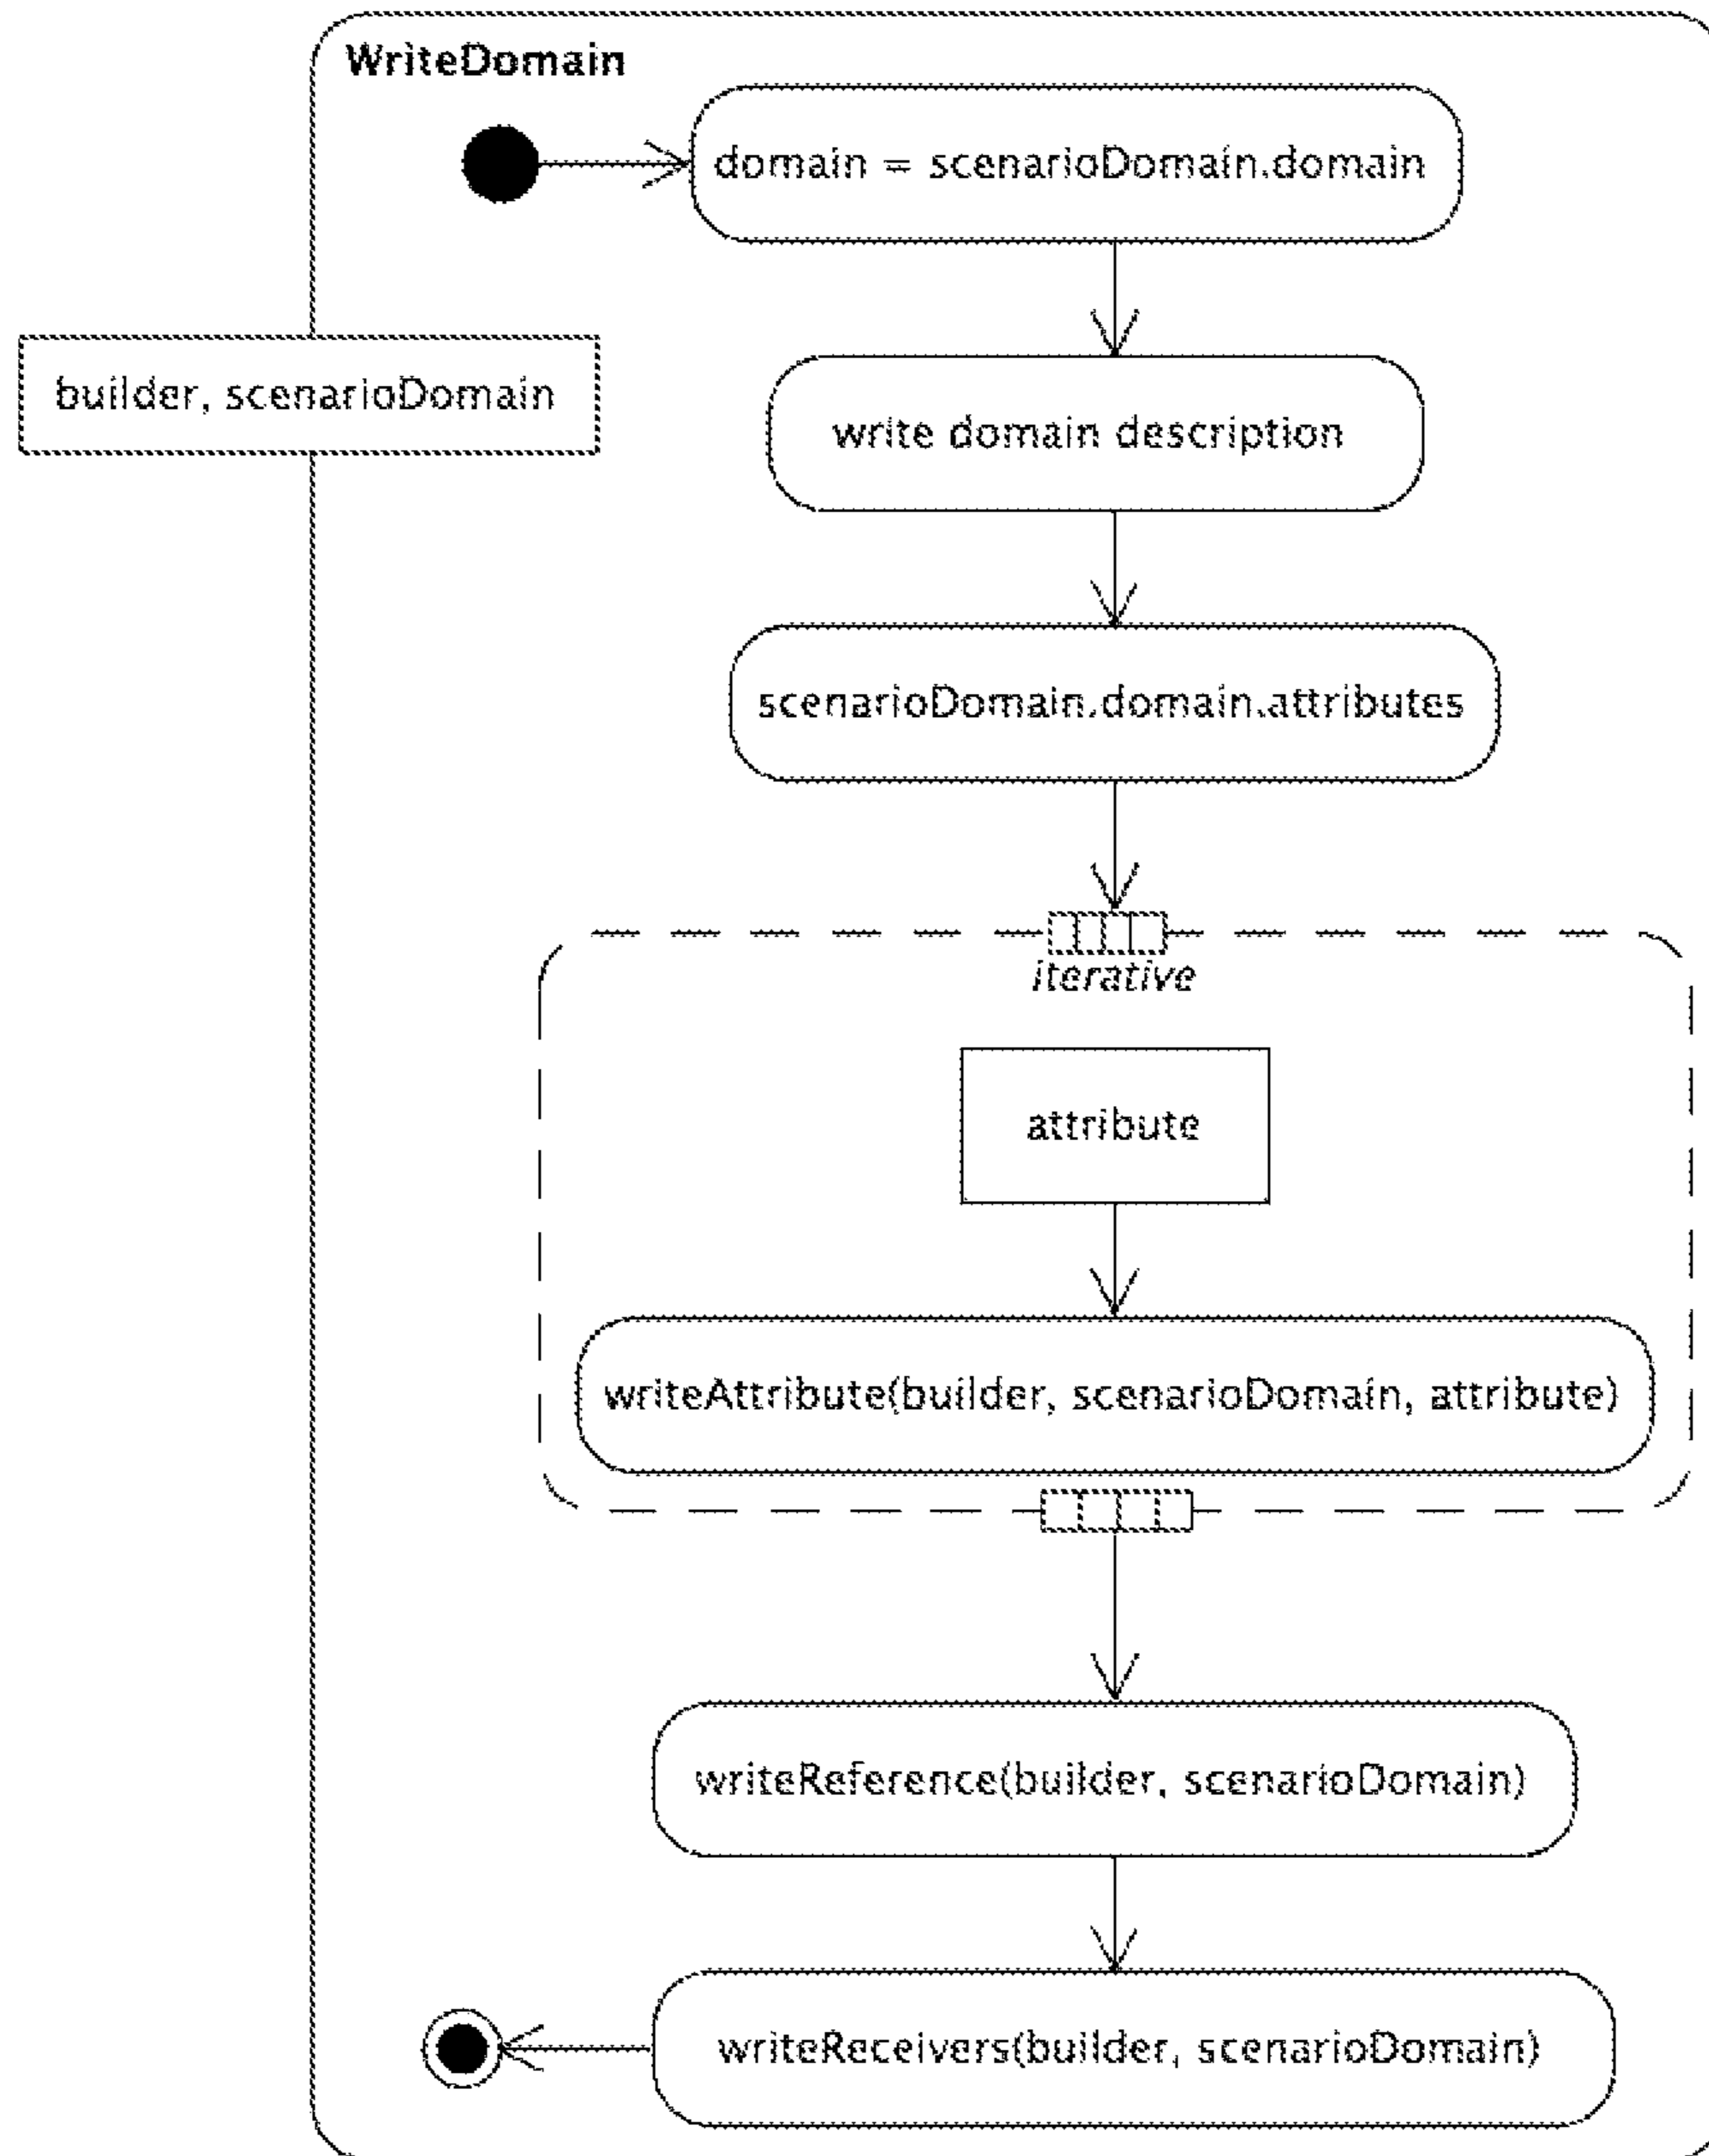 WriteDomain
domain = scenarioDomain.domain
builder, scenarioDomain
write domain description
scenarioDomain.domain.attributes
iterative
attribute
writeAttribute(builder, scenarioDomain, attribute)
writeReference(builder, scenarioDomain)
writeReceivers(builder, scenarioDomain)